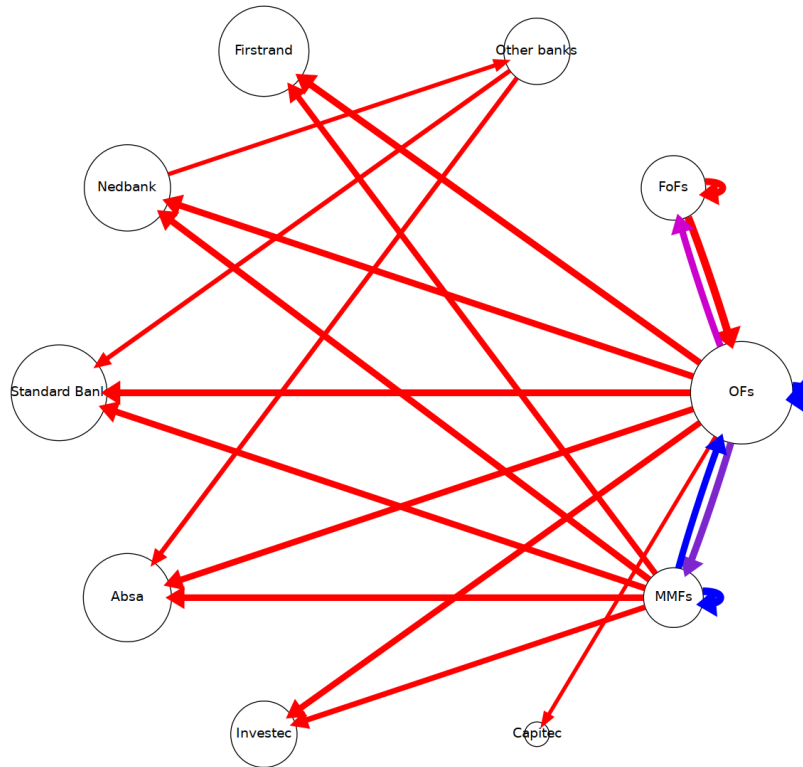 Firstrand
Other banks
Nedbank
FoFs
Standard Bank
OFs
Absa
MMFs
Investec
Capitec